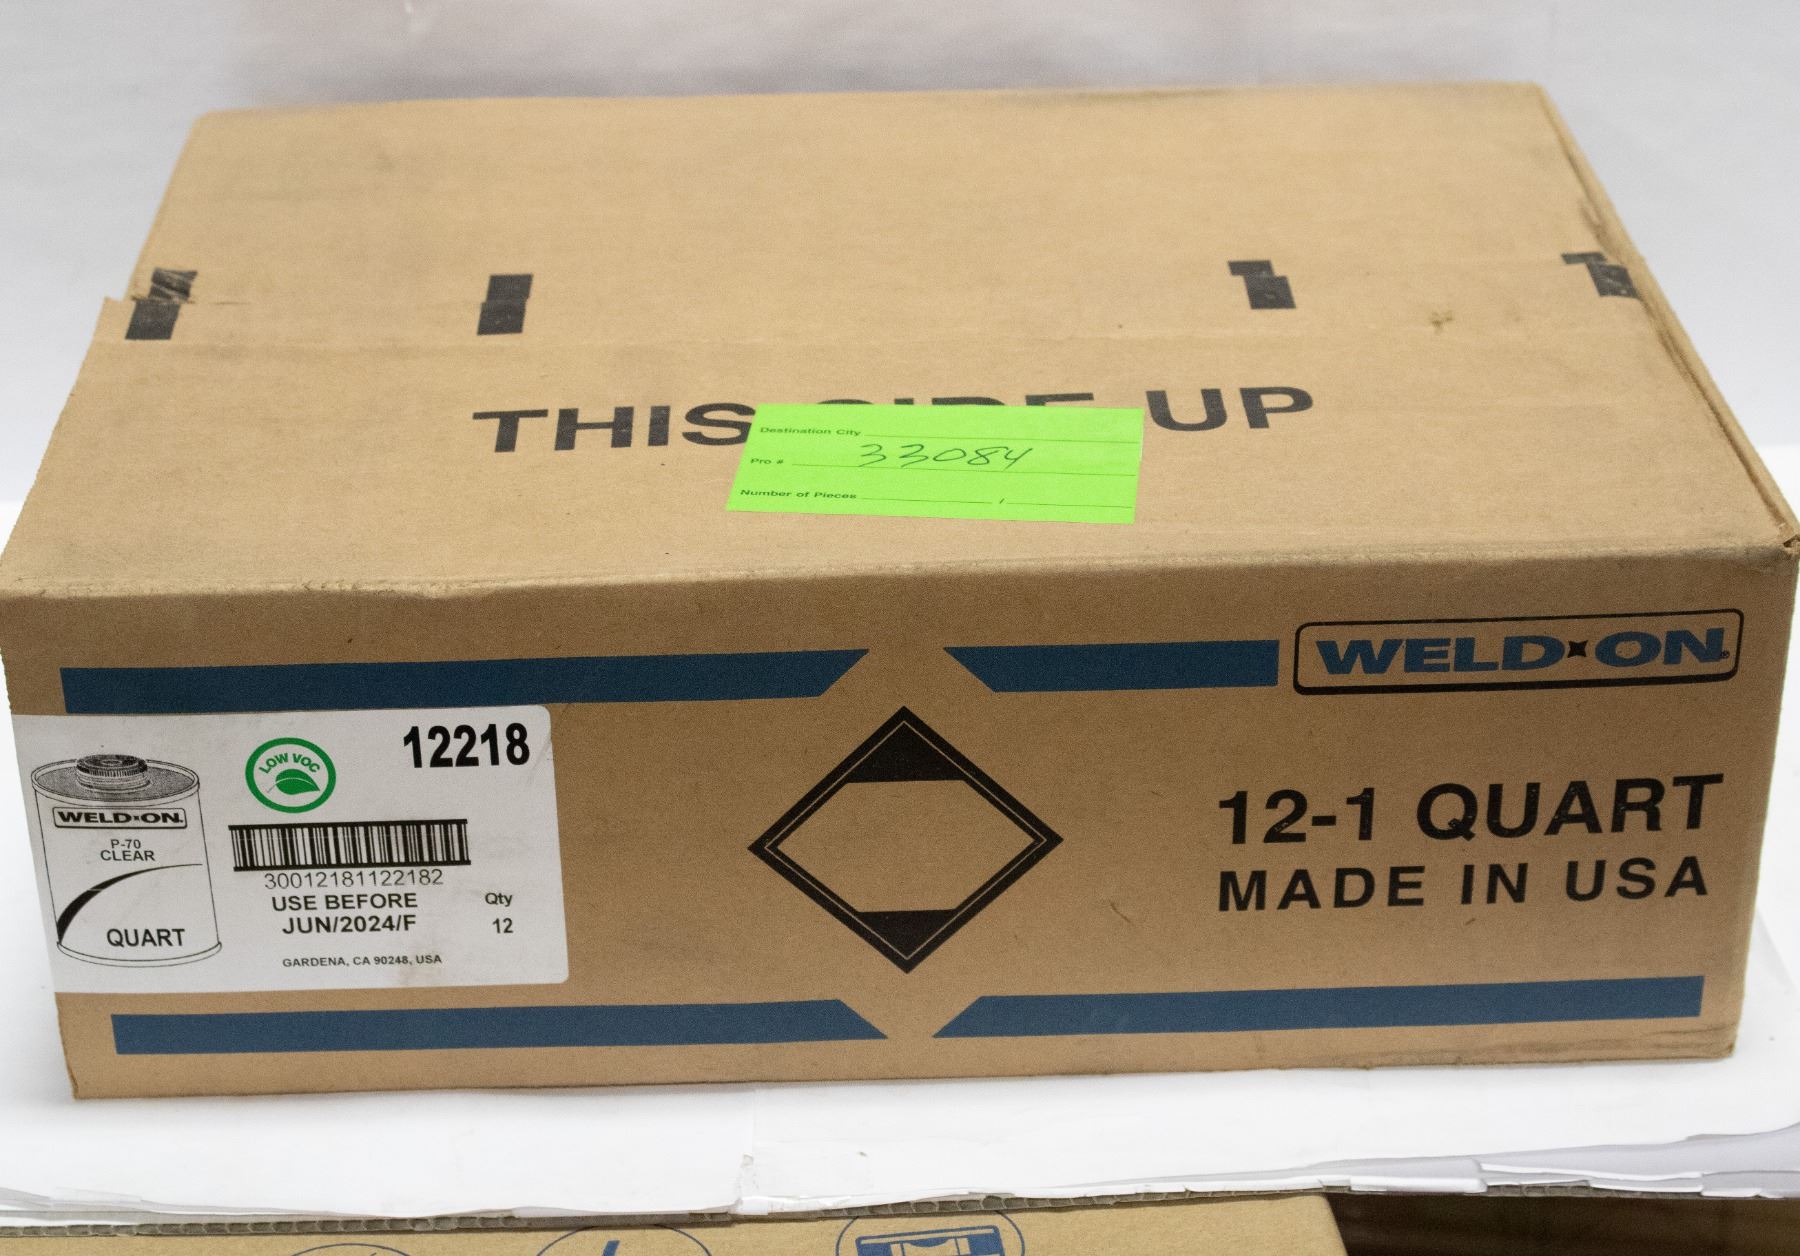 THIS SIDE UP
Destination City
Pro # 33084
Number of Pieces /
WELD-ON®
12-1 QUART
MADE IN USA
12218
LOW VOC
WELD-ON.
P-70
CLEAR
QUART
30012181122182
USE BEFORE
JUN/2024/F
Qty
12
GARDENA, CA 90248, USA